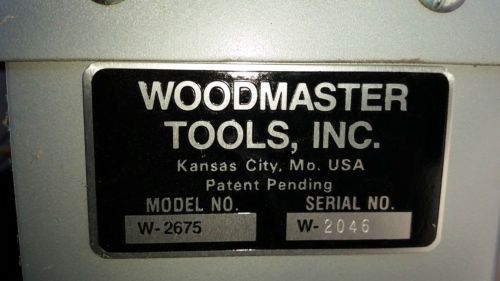 WOODMASTER
TOOLS, INC.
Kansas City, Mo. USA
Patent Pending
MODEL NO. SERIAL NO.
W-2675 W-2046